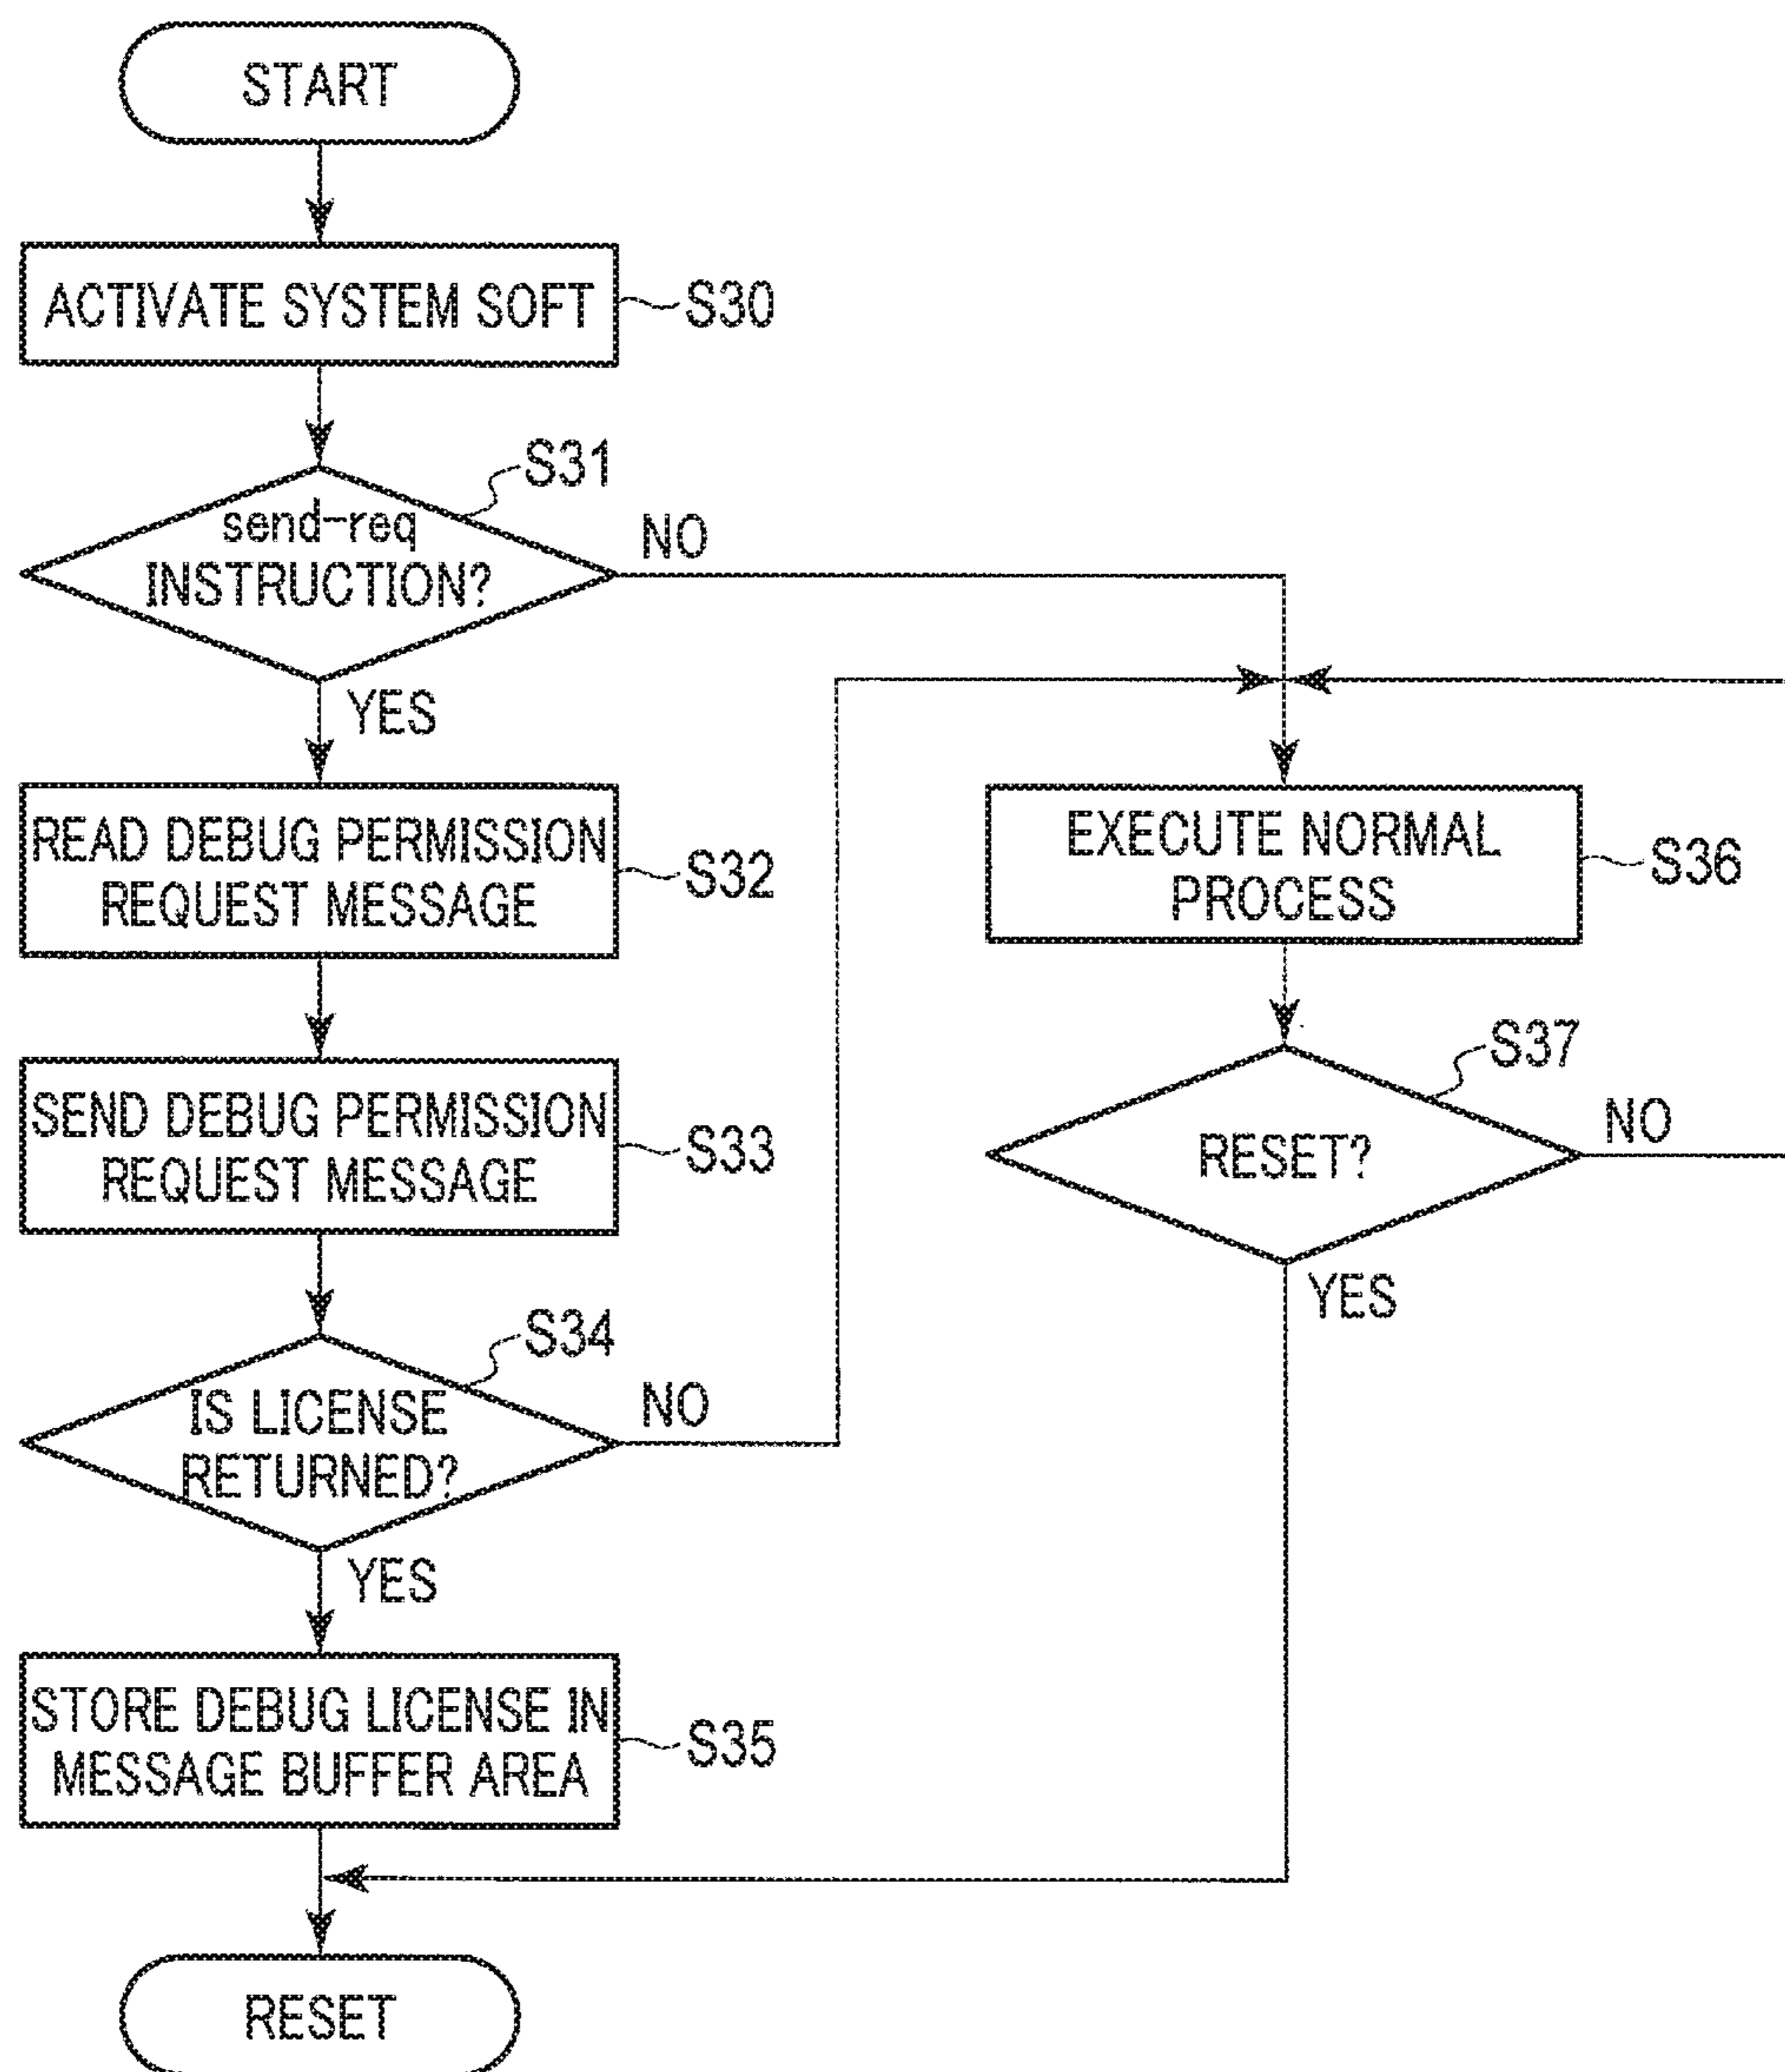 START
ACTIVATE SYSTEM SOFT
S30
S31
send-req
INSTRUCTION?
NO
YES
READ DEBUG PERMISSION
REQUEST MESSAGE
S32
SEND DEBUG PERMISSION
REQUEST MESSAGE
S33
S34
IS LICENSE
RETURNED?
NO
YES
STORE DEBUG LICENSE IN
MESSAGE BUFFER AREA
S35
EXECUTE NORMAL
PROCESS
S36
S37
RESET?
NO
YES
RESET